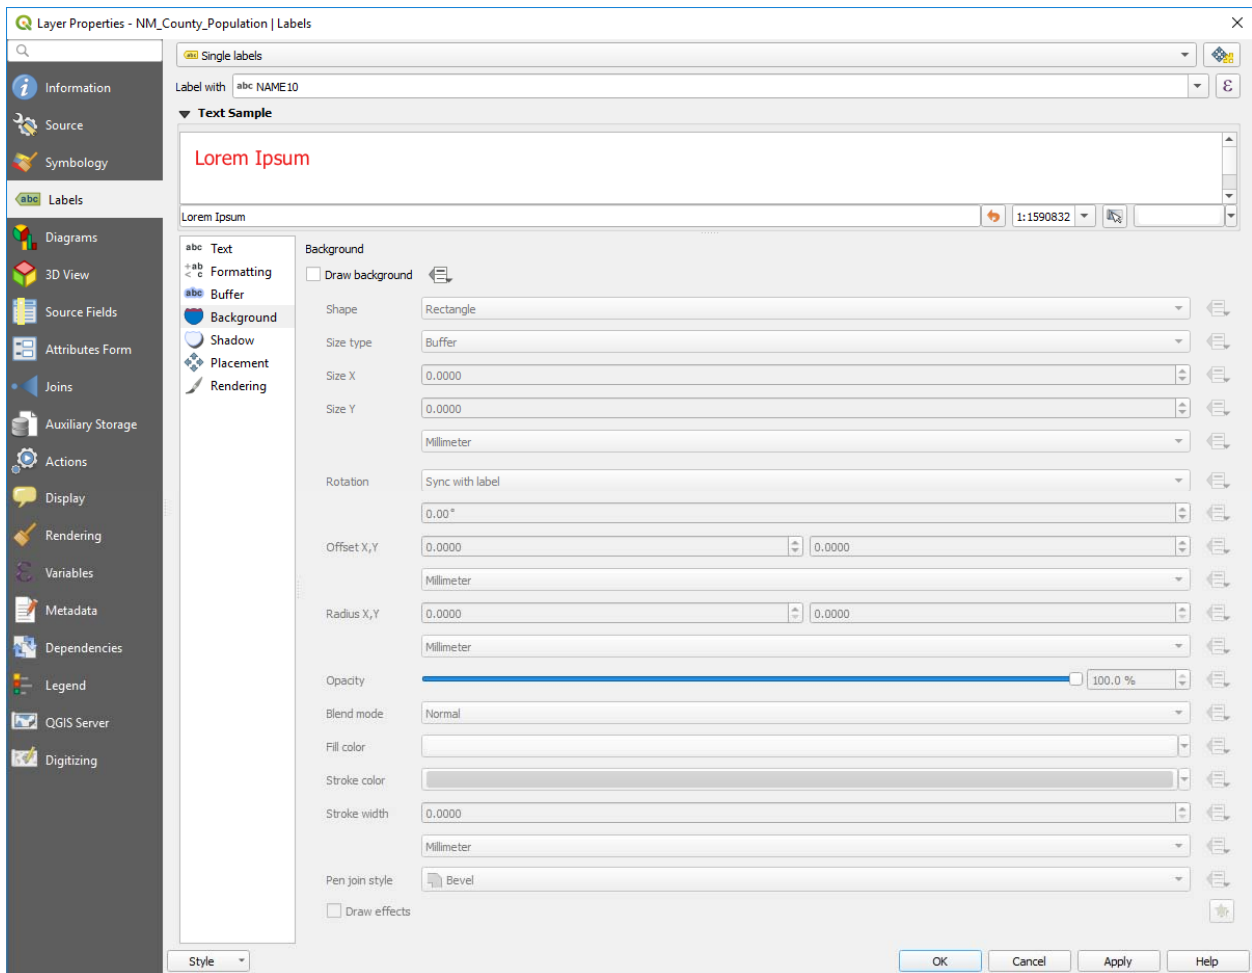 Layer Properties - NM_County_Population | Labels
Single labels
Information
Label with abc NAME10 ε
Text Sample
Source
Symbology
Lorem Ipsum
abc Labels
Lorem Ipsum 1:1590832
Diagrams
3D View
Source Fields
Attributes Form
Joins
Auxiliary Storage
Actions
Display
Rendering
Variables
Metadata
Dependencies
Legend
QGIS Server
Digitizing
abc Text
+ab < c Formatting
abc Buffer
Background
Shadow
Placement
Rendering
Background
Draw background
Shape Rectangle
Size type Buffer
Size X 0.0000
Size Y 0.0000
Millimeter
Rotation Sync with label
0.00°
Offset X,Y 0.0000 0.0000
Millimeter
Radius X,Y 0.0000 0.0000
Millimeter
Opacity 100.0 %
Blend mode Normal
Fill color
Stroke color
Stroke width 0.0000
Millimeter
Pen join style Bevel
Draw effects
Style OK Cancel Apply Help